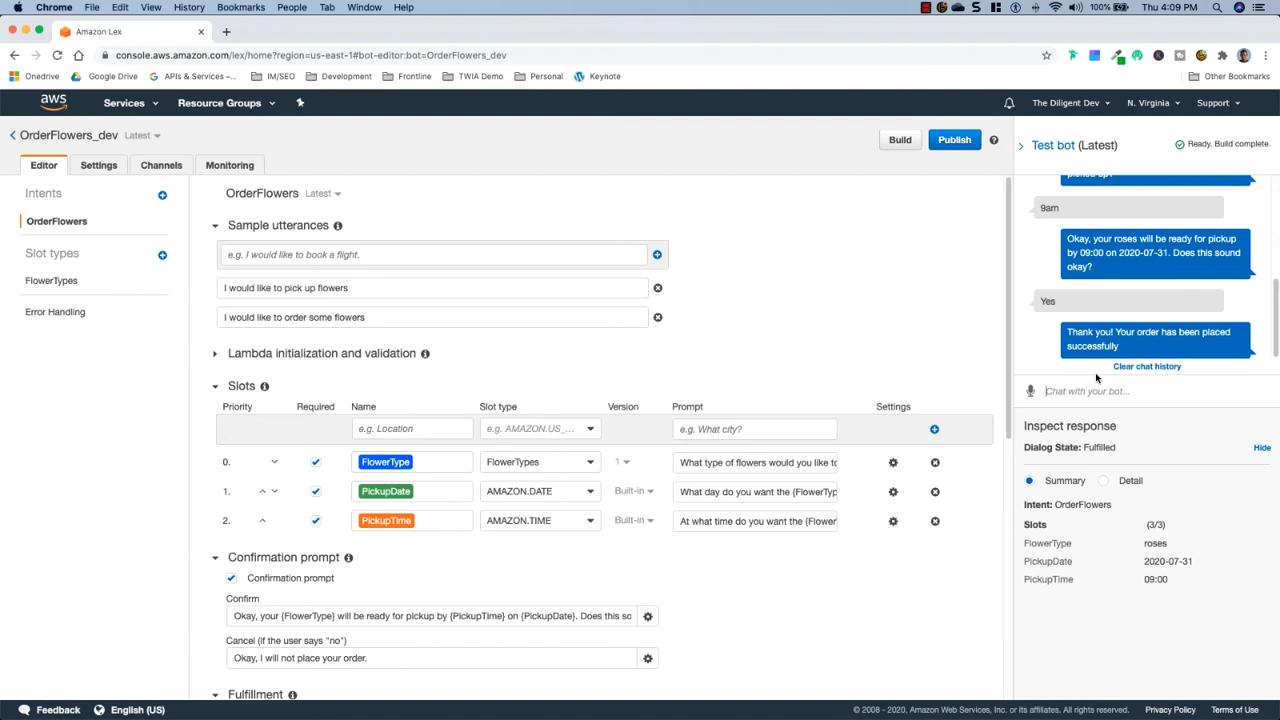 Chrome File Edit View History Bookmarks People Tab Window Help 100% Thu 4:09 PM
Amazon Lex
console.aws.amazon.com/lex/home?region=us-east-1#bot-editor:bot=OrderFlowers_dev
Onedrive Google Drive APIs & Services –... IM/SEO Development Frontline TWIA Demo Personal Keynote Other Bookmarks
aws Services Resource Groups The Diligent Dev N. Virginia Support
OrderFlowers_dev Latest Build Publish
Editor Settings Channels Monitoring
Intents
OrderFlowers
Slot types
FlowerTypes
Error Handling
OrderFlowers Latest
Sample utterances
e.g. I would like to book a flight.
I would like to pick up flowers
I would like to order some flowers
Lambda initialization and validation
Slots
Priority Required Name Slot type Version Prompt Settings
e.g. Location e.g. AMAZON.US_... e.g. What city?
0. FlowerType FlowerTypes 1 What type of flowers would you like to
1. PickupDate AMAZON.DATE Built-in What day do you want the {FlowerTyp
2. PickupTime AMAZON.TIME Built-in At what time do you want the {Flower
Confirmation prompt
Confirmation prompt
Confirm
Okay, your {FlowerType} will be ready for pickup by {PickupTime} on {PickupDate}. Does this so
Cancel (if the user says "no")
Okay, I will not place your order.
Fulfillment
Test bot (Latest) Ready. Build complete.
picked up?
9am
Okay, your roses will be ready for pickup
by 09:00 on 2020-07-31. Does this sound
okay?
Yes
Thank you! Your order has been placed
successfully
Clear chat history
Chat with your bot...
Inspect response
Dialog State: Fulfilled Hide
Summary Detail
Intent: OrderFlowers
Slots (3/3)
FlowerType roses
PickupDate 2020-07-31
PickupTime 09:00
Feedback English (US) © 2008 - 2020, Amazon Web Services, Inc. or its affiliates. All rights reserved. Privacy Policy Terms of Use